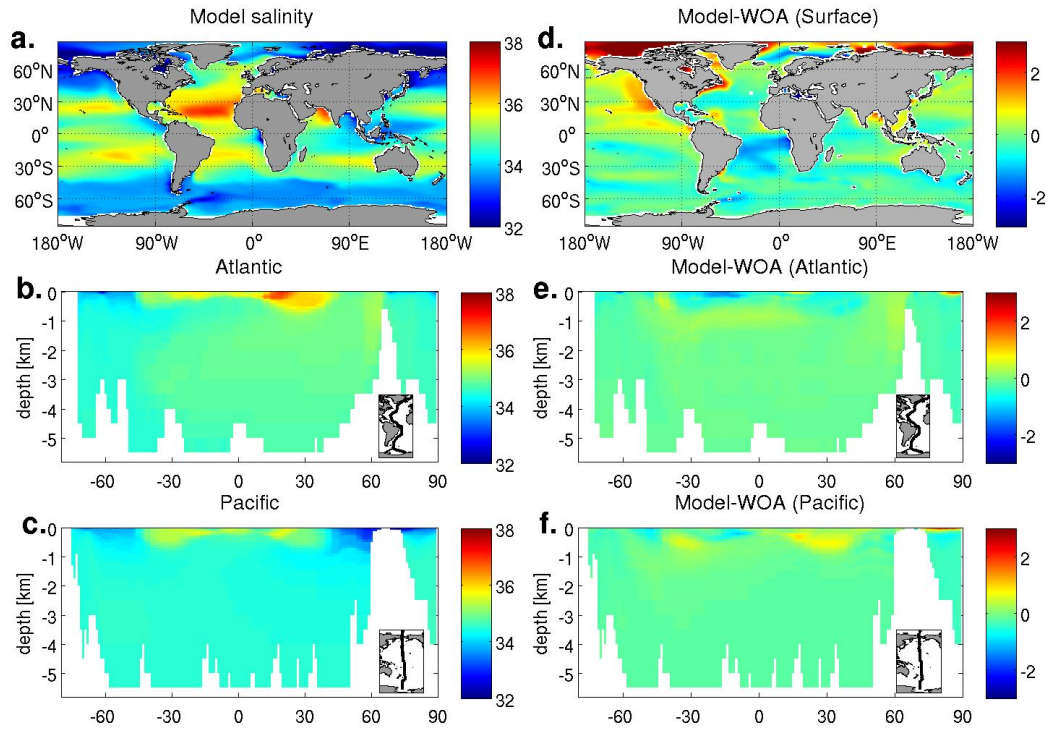 Model salinity
a.
60°N
30°N
0°
30°S
60°S
180°W 90°W 0° 90°E 180°W
38
36
34
32
d.
Model-WOA (Surface)
60°N
30°N
0°
30°S
60°S
180°W 90°W 0° 90°E 180°W
2
0
-2
b.
Atlantic
depth [km]
0
-1
-2
-3
-4
-5
-60 -30 0 30 60 90
38
36
34
32
e.
Model-WOA (Atlantic)
depth [km]
0
-1
-2
-3
-4
-5
-60 -30 0 30 60 90
2
0
-2
c.
Pacific
depth [km]
0
-1
-2
-3
-4
-5
-60 -30 0 30 60 90
38
36
34
32
f.
Model-WOA (Pacific)
depth [km]
0
-1
-2
-3
-4
-5
-60 -30 0 30 60 90
2
0
-2